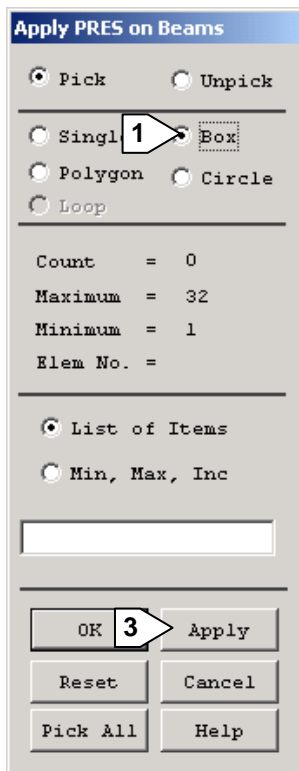 Apply PRES on Beams
Pick Unpick
Singl 1 Box
Polygon Circle
Loop
Count = 0
Maximum = 32
Minimum = 1
Elem No. =
List of Items
Min, Max, Inc
OK 3 Apply
Reset Cancel
Pick All Help